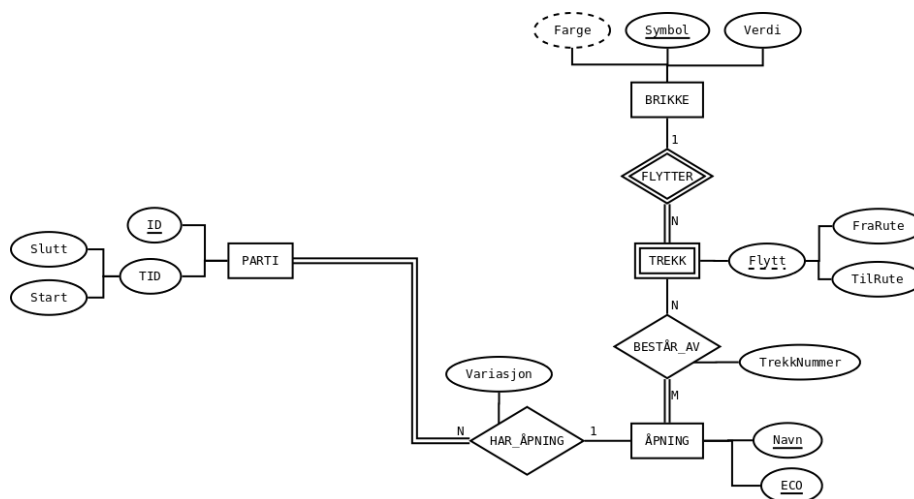 Farge
Symbol
Verdi
BRIKKE
1
FLYTTER
N
ID
Slutt
TID
Start
PARTI
TREKK
Flytt
FraRute
TilRute
N
BESTÅR_AV
TrekkNummer
M
Variasjon
N
HAR_ÅPNING
1
ÅPNING
Navn
ECO